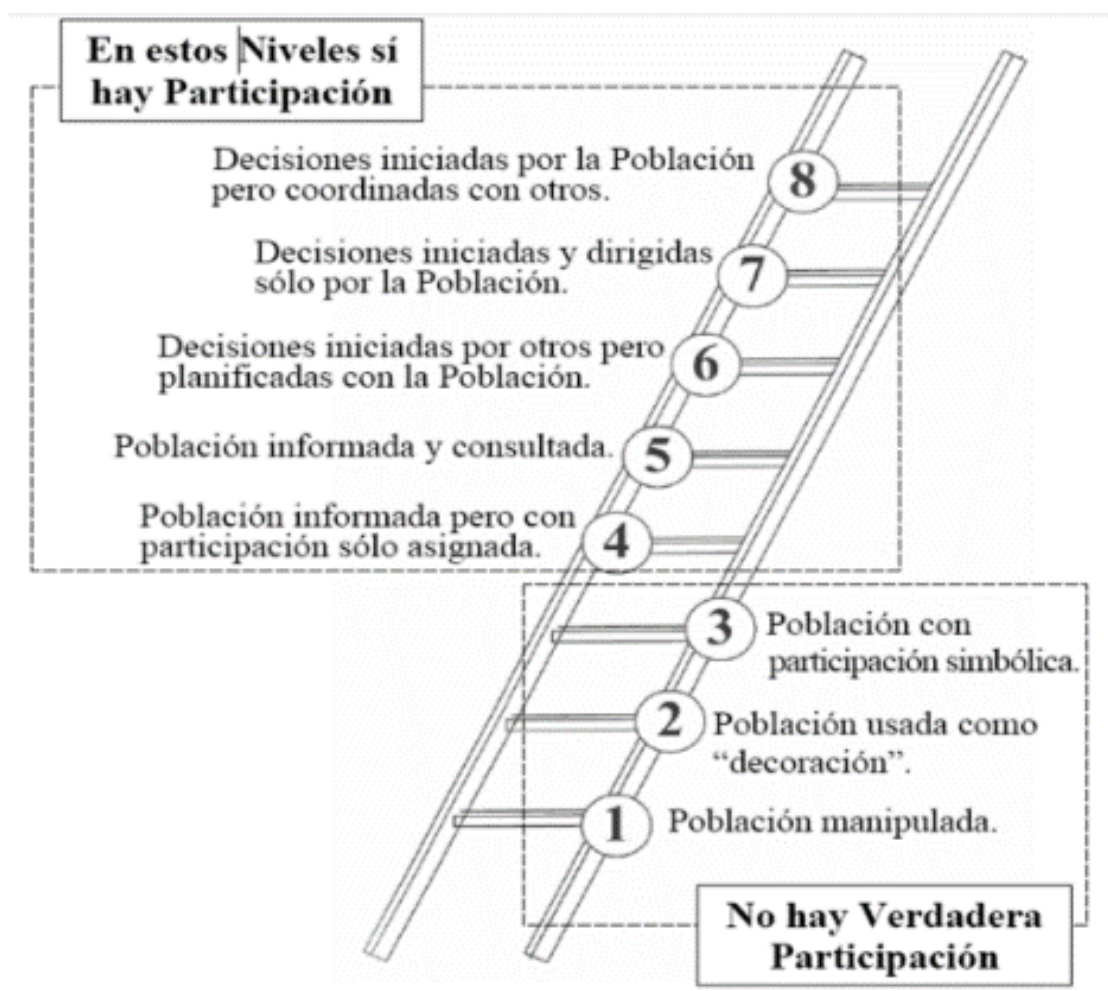 En estos Niveles sí
hay Participación
Decisiones iniciadas por la Población
pero coordinadas con otros.
8
Decisiones iniciadas y dirigidas
sólo por la Población.
7
Decisiones iniciadas por otros pero
planificadas con la Población.
6
Población informada y consultada.
5
Población informada pero con
participación sólo asignada.
4
3
Población con
participación simbólica.
2
Población usada como
“decoración”.
1
Población manipulada.
No hay Verdadera
Participación